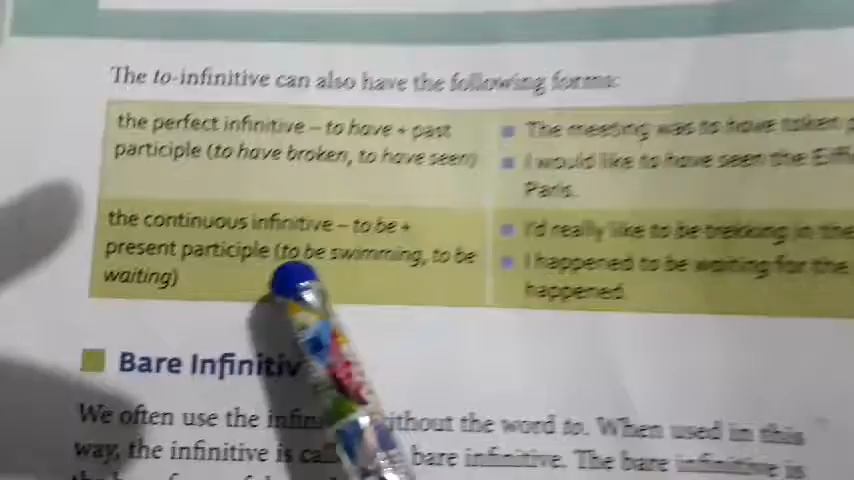 The to-infinitive can also have the following forms:
the perfect infinitive – to have + past
participle (to have broken, to have seen)
The meeting was to have taken
I would like to have seen the
Paris.
the continuous infinitive – to be +
present participle (to be swimming, to be
waiting)
I'd really like to be trekking in the
I happened to be waiting for the
happened.
Bare
We often use the without the word to. When used in this
way, the infinitive is bare infinitive. The bare infinitive is